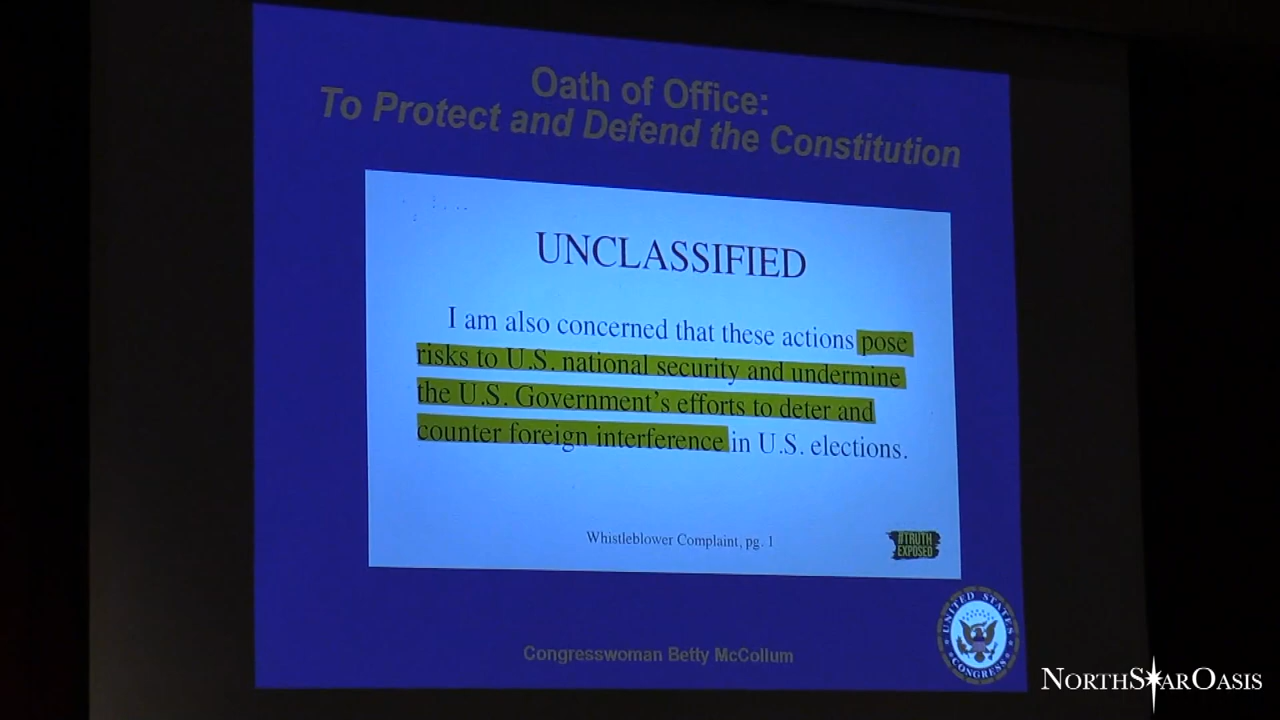 Oath of Office:
To Protect and Defend the Constitution
UNCLASSIFIED
I am also concerned that these actions pose
risks to U.S. national security and undermine
the U.S. Government's efforts to deter and
counter foreign interference in U.S. elections.
Whistleblower Complaint, pg. 1
#TRUTH
EXPOSED
UNITED STATES
CONGRESS
Congresswoman Betty McCollum
NORTHSTAROASIS